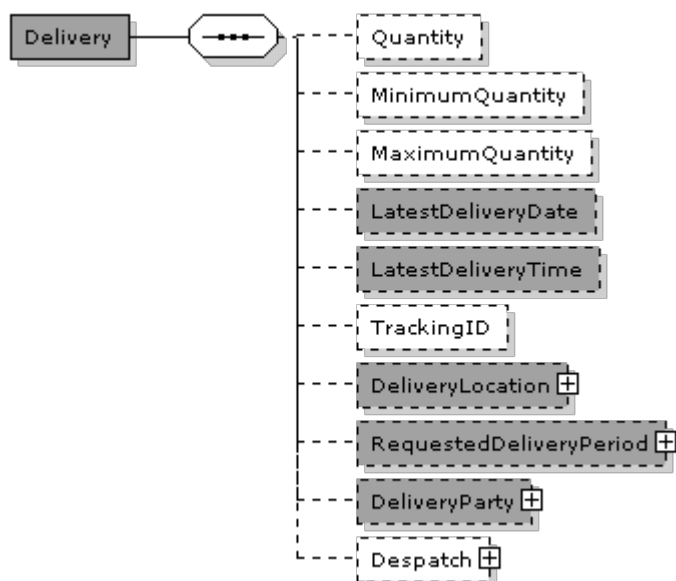 Delivery
Quantity
MinimumQuantity
MaximumQuantity
LatestDeliveryDate
LatestDeliveryTime
TrackingID
DeliveryLocation
RequestedDeliveryPeriod
DeliveryParty
Despatch